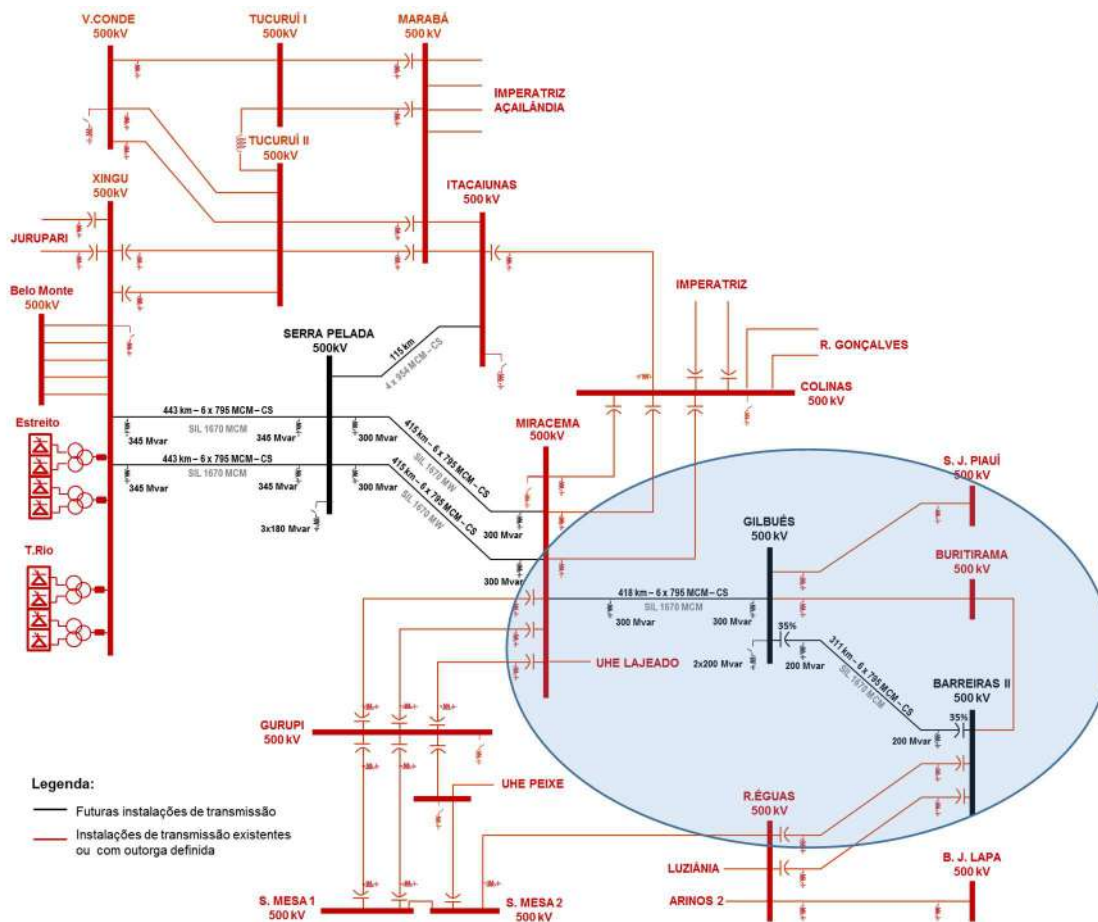 V.CONDE
500kV
TUCURUÍ I
500kV
MARABÁ
500 kV
IMPERATRIZ
AÇAILÂNDIA
TUCURUÍ II
500kV
XINGU
500kV
ITACAIUNAS
500 kV
JURUPARI
Belo Monte
500kV
IMPERATRIZ
SERRA PELADA
500kV
115 km
4 x 954 MCM – CS
R. GONÇALVES
COLINAS
500 kV
Estreito
443 km – 6 x 795 MCM – CS
SIL 1670 MCM
345 Mvar
345 Mvar
300 Mvar
415 km – 6 x 795 MCM – CS
SIL 1670 MW
MIRACEMA
500kV
443 km – 6 x 795 MCM – CS
SIL 1670 MCM
345 Mvar
345 Mvar
300 Mvar
415 km – 6 x 795 MCM – CS
SIL 1670 MW
3x180 Mvar
300 Mvar
300 Mvar
S. J. PIAUÍ
500 kV
GILBUÉS
500 kV
BURITIRAMA
500 kV
T.Rio
418 km – 6 x 795 MCM – CS
SIL 1670 MCM
300 Mvar
300 Mvar
35%
2x200 Mvar
200 Mvar
311 km – 6 x 795 MCM – CS
SIL 1670 MCM
UHE LAJEADO
BARREIRAS II
500 kV
35%
200 Mvar
GURUPI
500 kV
UHE PEIXE
R.ÉGUAS
500 kV
Legenda:
Futuras instalações de transmissão
Instalações de transmissão existentes
ou com outorga definida
LUZIÂNIA
B. J. LAPA
500 kV
ARINOS 2
S. MESA 1
500 kV
S. MESA 2
500 kV